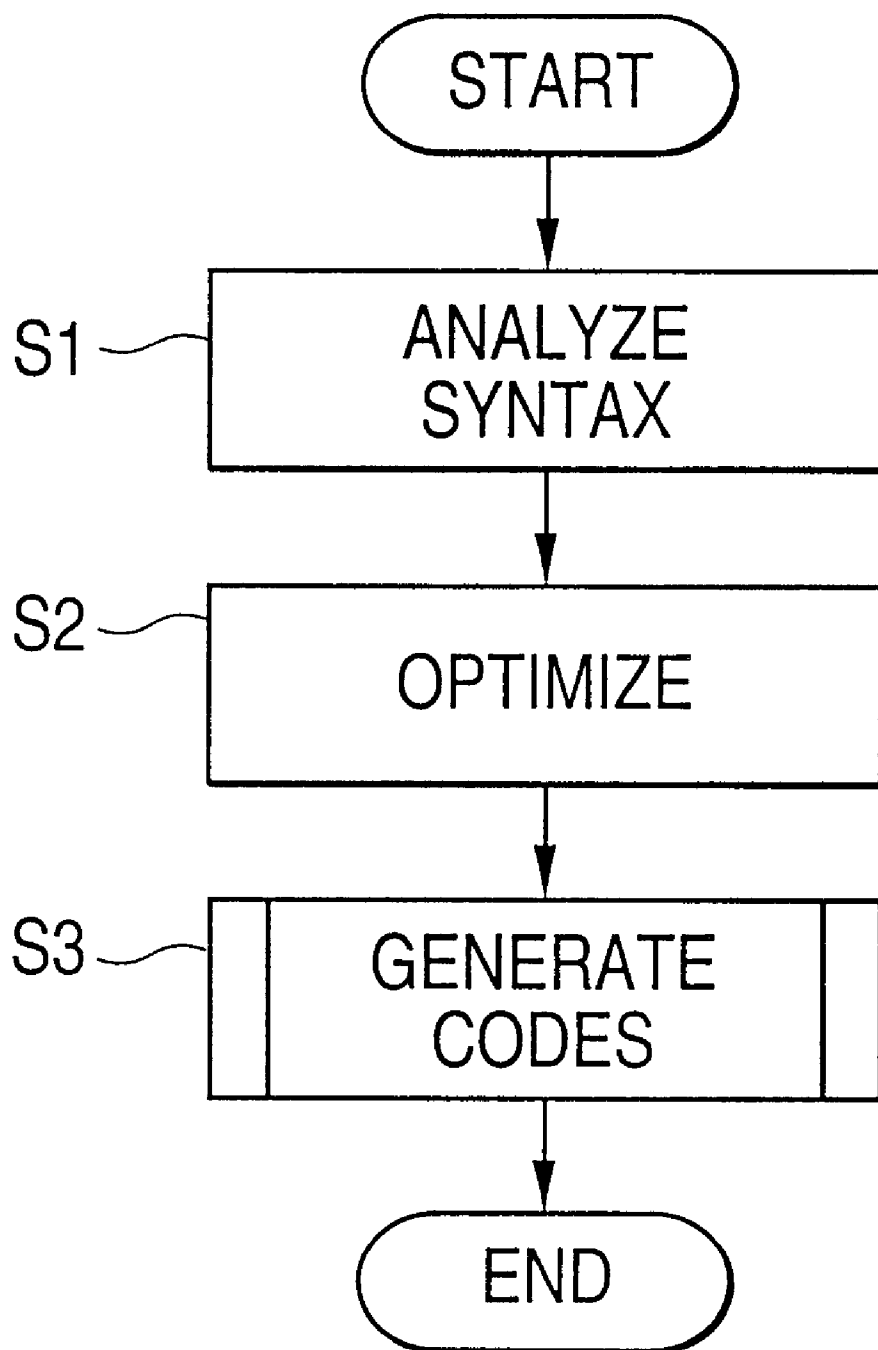 START
S1
ANALYZE
SYNTAX
S2
OPTIMIZE
S3
GENERATE
CODES
END